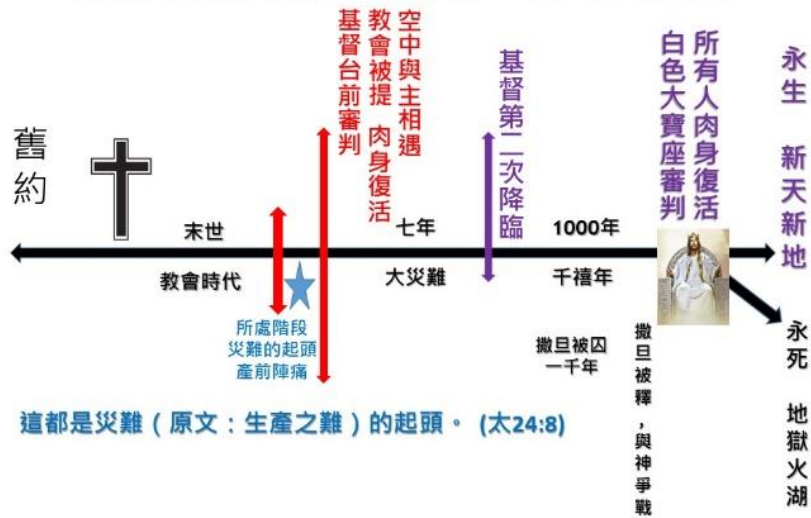 舊約
末世
教會時代
所處階段
災難的起頭
產前陣痛
空中與主相遇
教會被提 肉身復活
基督台前審判
七年
大災難
基督第二次降臨
1000年
千禧年
撒旦被囚
一千年
撒旦被釋，與神爭戰
所有人肉身復活
白色大寶座審判
永生 新天新地
永死 地獄火湖
這都是災難（原文：生產之難）的起頭。 (太24:8)